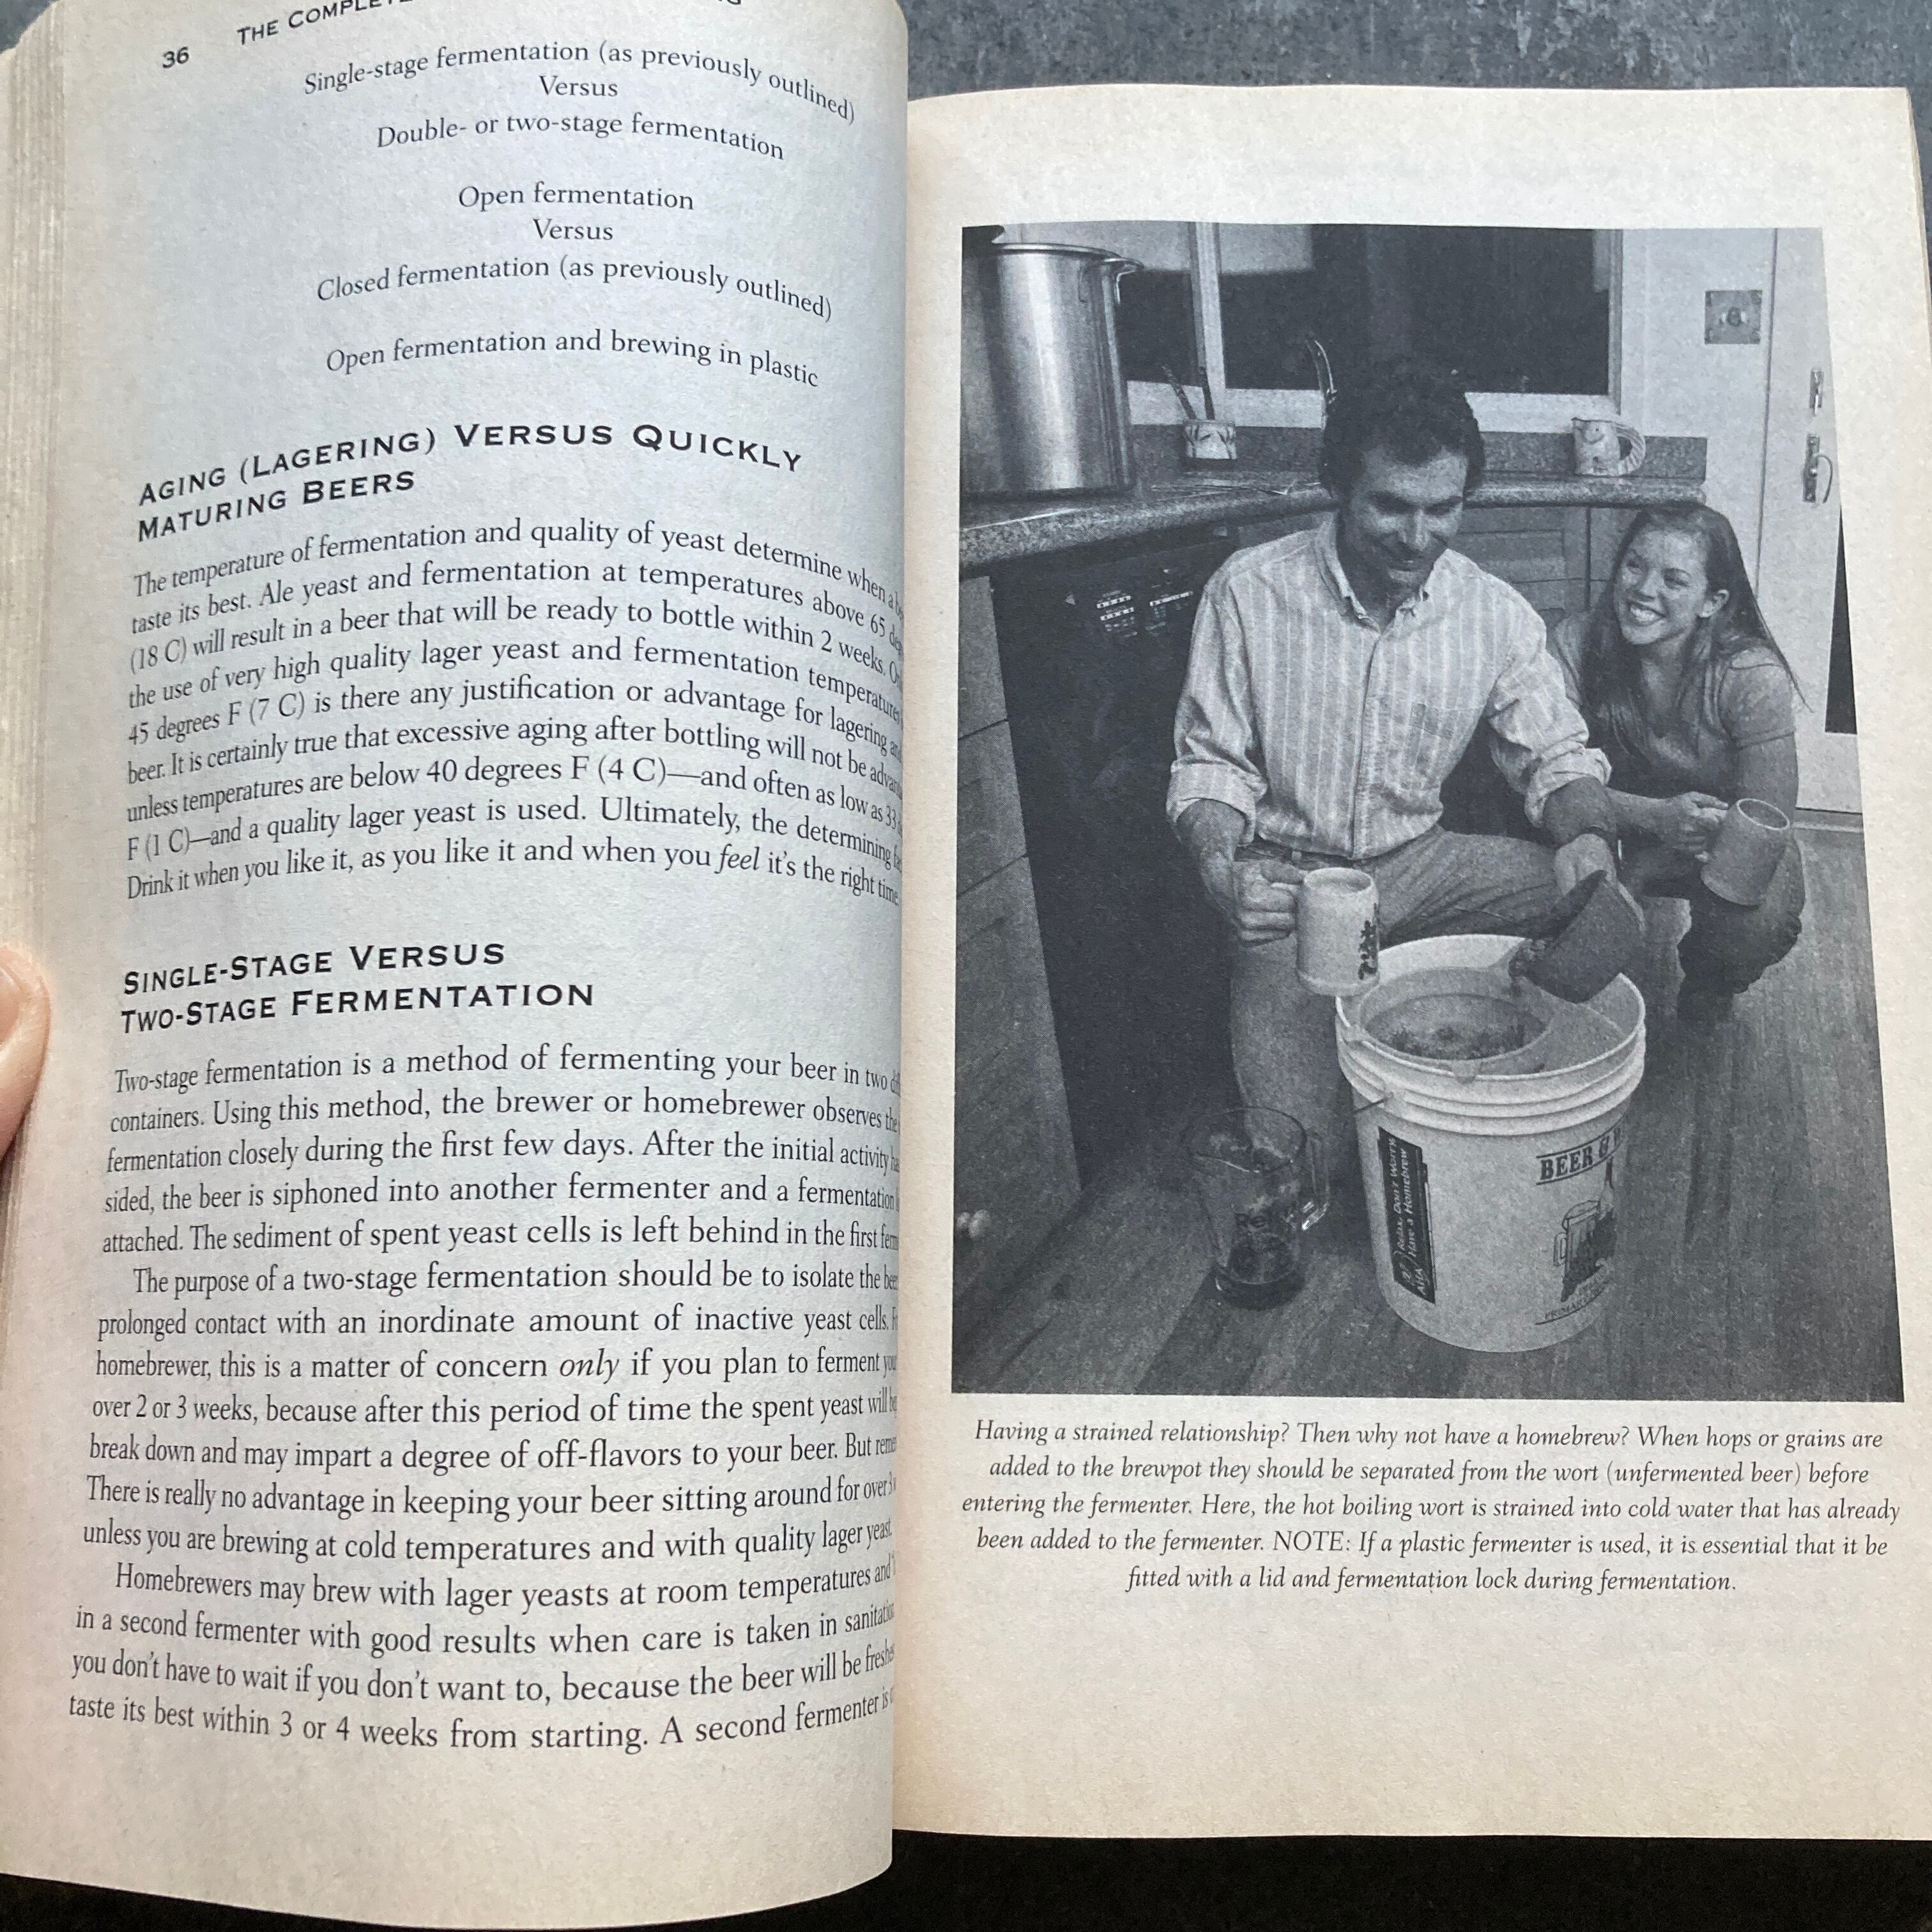 36
THE COMPLETE
Single-stage fermentation (as previously outlined)
Versus
Double- or two-stage fermentation
Open fermentation
Versus
Closed fermentation (as previously outlined)
Open fermentation and brewing in plastic
AGING (LAGERING) VERSUS QUICKLY
MATURING BEERS
The temperature of fermentation and quality of yeast determine when a
taste its best. Ale yeast and fermentation at temperatures above 65
(18 C) will result in a beer that will be ready to bottle within 2 weeks.
the use of very high quality lager yeast and fermentation temperatures
45 degrees F (7 C) is there any justification or advantage for lagering
beer. It is certainly true that excessive aging after bottling will not be
unless temperatures are below 40 degrees F (4 C)—and often as low as 33
F (1 C)—and a quality lager yeast is used. Ultimately, the determining
Drink it when you like it, as you like it and when you feel it's the right time.
SINGLE-STAGE VERSUS
TWO-STAGE FERMENTATION
Two-stage fermentation is a method of fermenting your beer in two
containers. Using this method, the brewer or homebrewer observes the
fermentation closely during the first few days. After the initial activity
sided, the beer is siphoned into another fermenter and a fermentation
attached. The sediment of spent yeast cells is left behind in the first
The purpose of a two-stage fermentation should be to isolate the
prolonged contact with an inordinate amount of inactive yeast cells.
homebrewer, this is a matter of concern only if you plan to ferment
over 2 or 3 weeks, because after this period of time the spent yeast will
break down and may impart a degree of off-flavors to your beer. But
There is really no advantage in keeping your beer sitting around for over 3
unless you are brewing at cold temperatures and with quality lager yeast.
Homebrewers may brew with lager yeasts at room temperatures and
in a second fermenter with good results when care is taken in
you don't have to wait if you don't want to, because the beer will be
taste its best within 3 or 4 weeks from starting. A second fermenter is
Relax, Don't Worry
Have a Homebrew
AHA
BEER &
Having a strained relationship? Then why not have a homebrew? When hops or grains are
added to the brewpot they should be separated from the wort (unfermented beer) before
entering the fermenter. Here, the hot boiling wort is strained into cold water that has already
been added to the fermenter. NOTE: If a plastic fermenter is used, it is essential that it be
fitted with a lid and fermentation lock during fermentation.